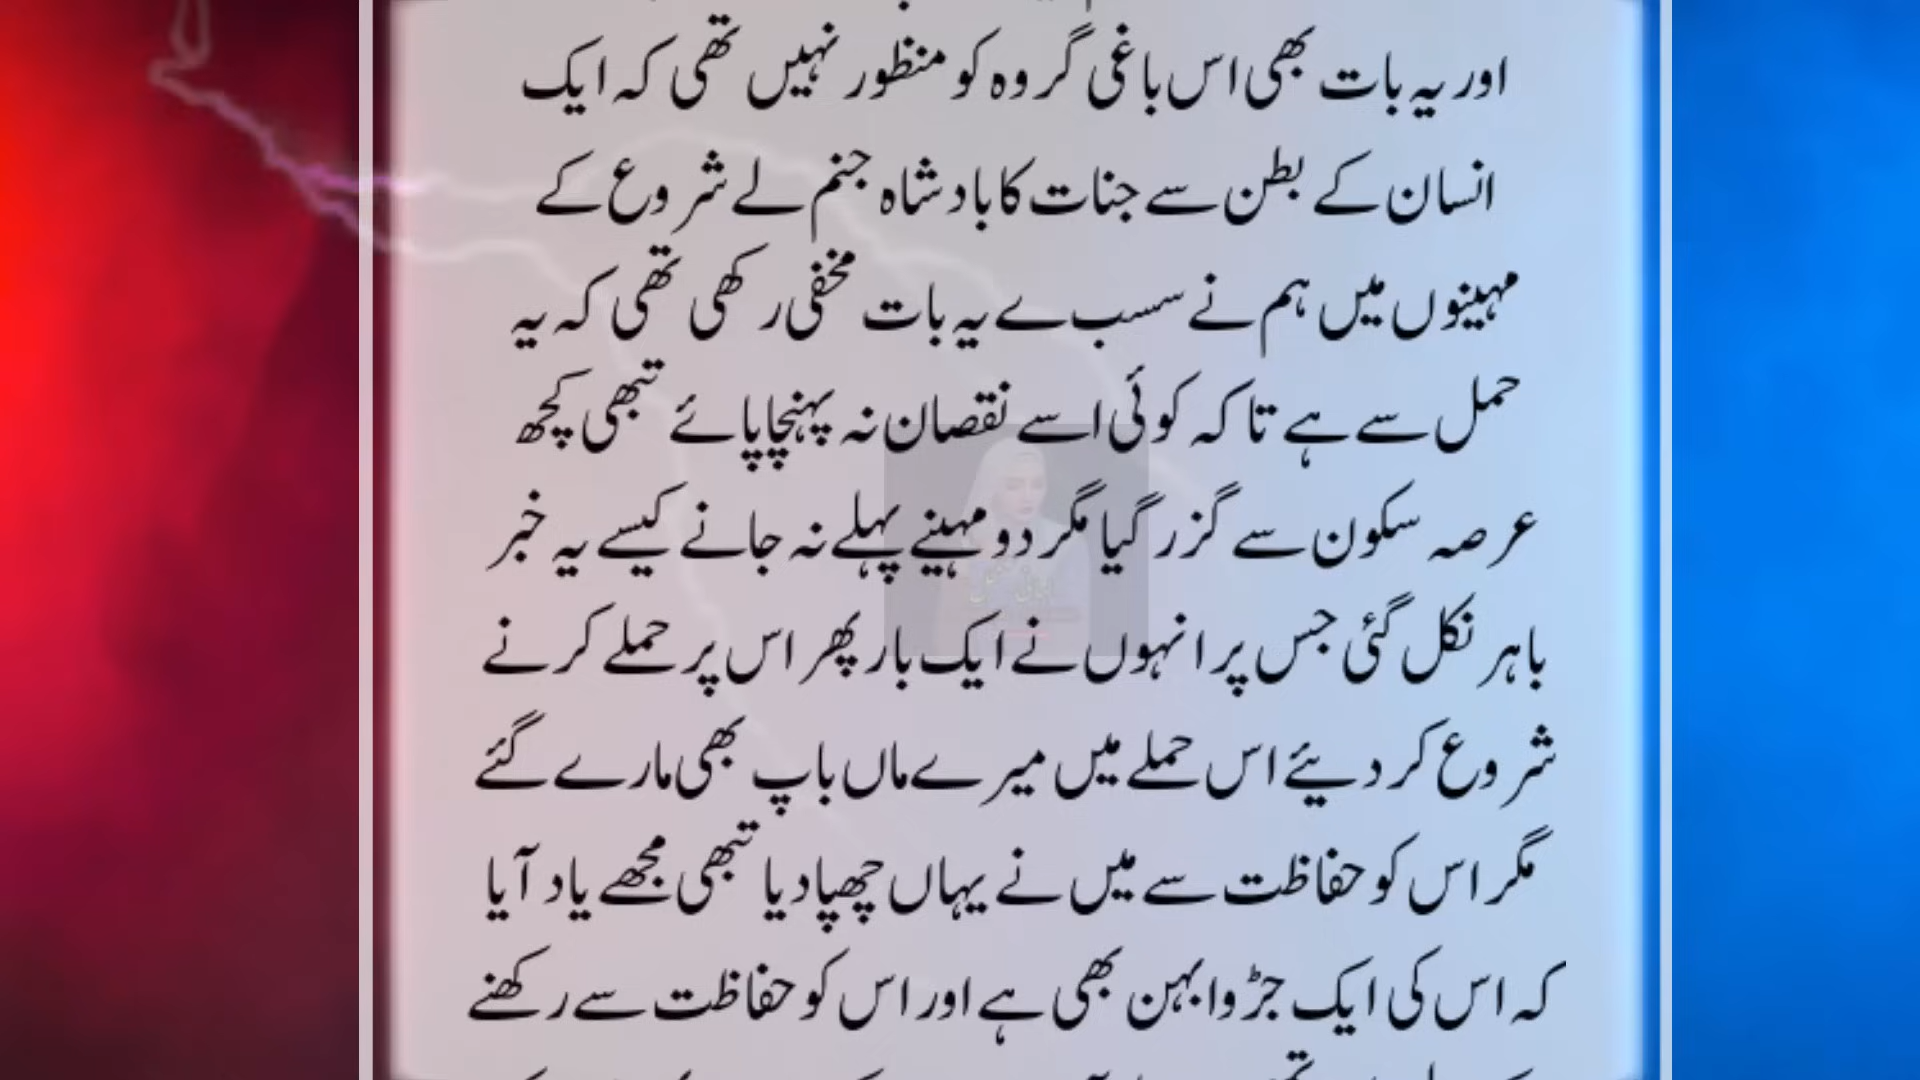 اور یہ بات بھی اس باغی گروہ کو منظور نہیں تھی کہ ایک
انسان کے بطن سے جنات کا بادشاہ جنم لے شروع کے
مہینوں میں ہم نے سسب ے یہ بات مخفی رکھی تھی کہ یہ
حمل سے ہے تا کہ کوئی اسے نقصان نہ پہنچا پائے تبھی کچھ
عرصہ سکون سے گزر گیا مگر دو مہینے پہلے نہ جانے کیسے یہ خبر
باہر نکل گئی جس پر انہوں نے ایک بار پھر اس پر حملے کرنے
شروع کر دیئے اس حملے میں میرے ماں باپ بھی مارے گئے
مگر اس کو حفاظت سے میں نے یہاں چھپا دیا تبھی مجھے یاد آیا
کہ اس کی ایک جڑوا بہن بھی ہے اور اس کو حفاظت سے رکھنے